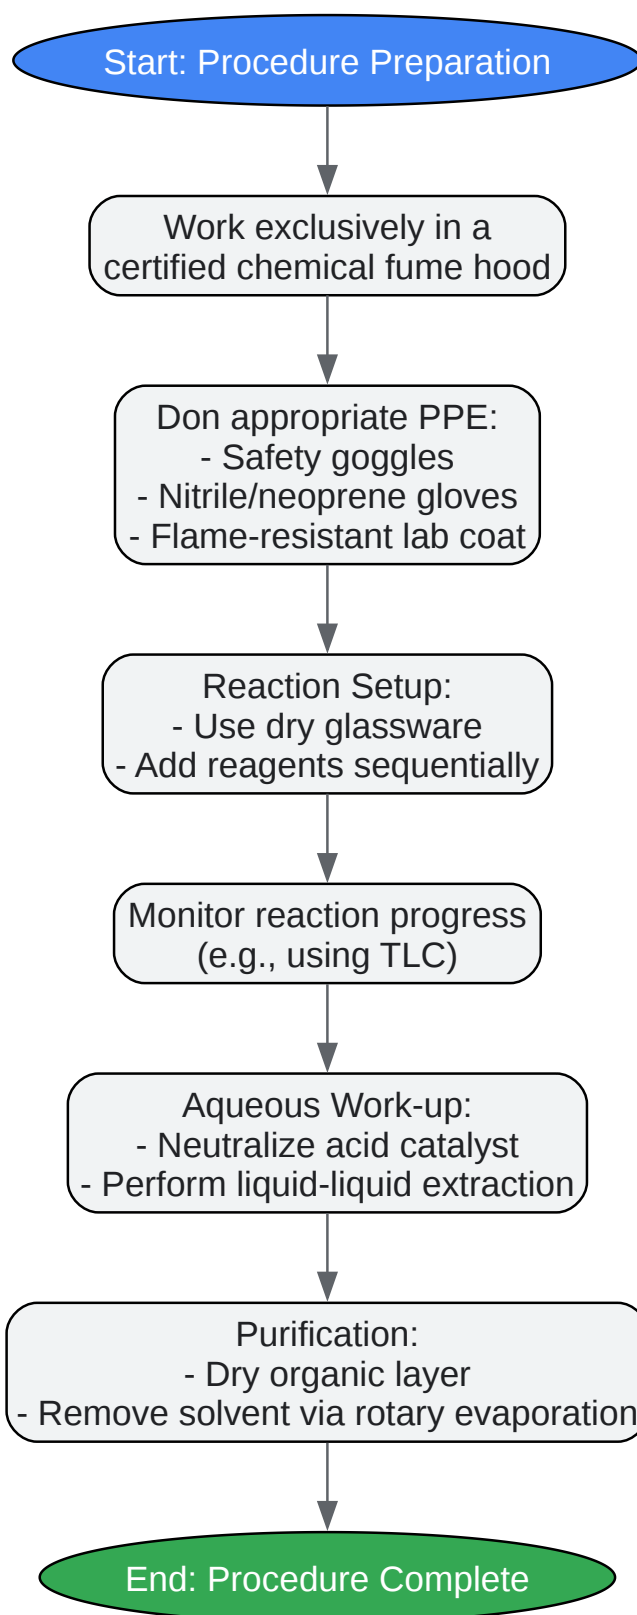 Start: Procedure Preparation
Work exclusively in a
certified chemical fume hood
Don appropriate PPE:
- Safety goggles
- Nitrile/neoprene gloves
- Flame-resistant lab coat
Reaction Setup:
- Use dry glassware
- Add reagents sequentially
Monitor reaction progress
(e.g., using TLC)
Aqueous Work-up:
- Neutralize acid catalyst
- Perform liquid-liquid extraction
Purification:
- Dry organic layer
- Remove solvent via rotary evaporation
End: Procedure Complete